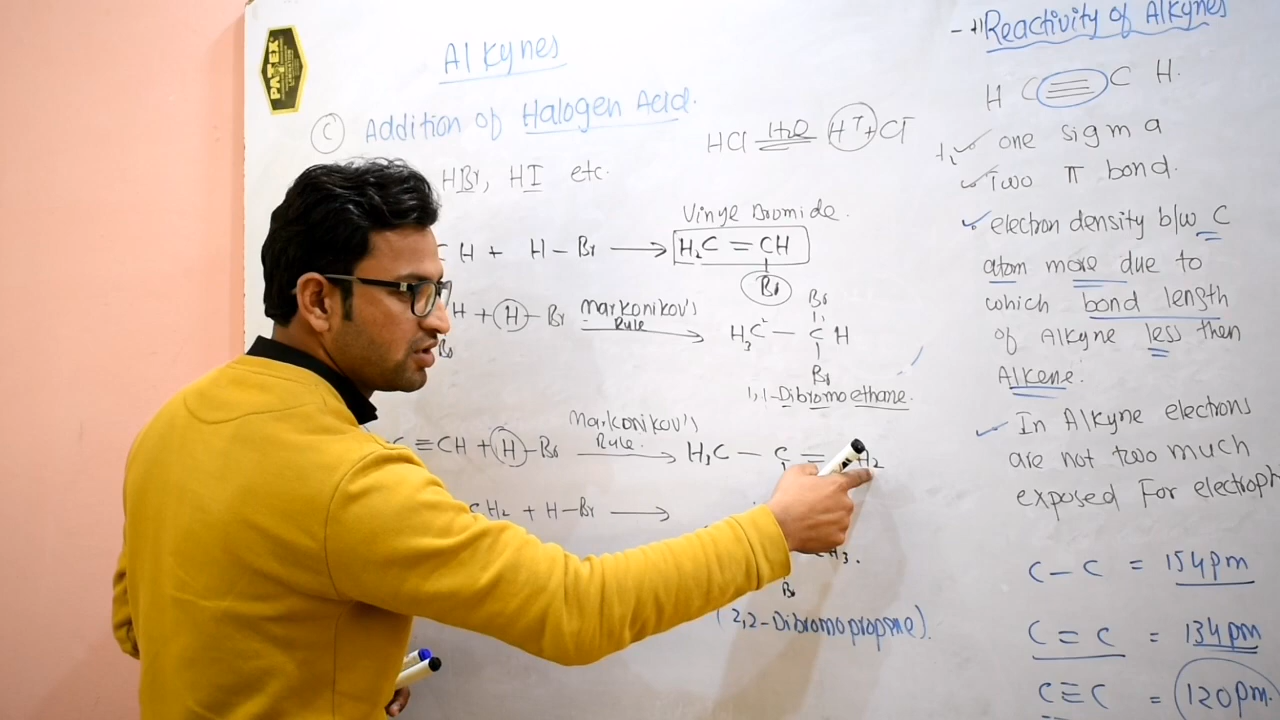 PATEX
Alkynes
C Addition of Halogen Acid.
HCl H2O H+ + Cl-
HBr, HI etc.
Vinye Bromide.
C H + H-Br → H2C = CH
Br
H + H-Br Markonikov's Rule → H3C - C H
Br
Br
Br
1,1-Dibromoethane.
C≡CH + H-Br Markonikov's Rule. → H3C - C = H2
CH2 + H-Br →
CH3.
Br
(2,2-Dibromopropane).
Reactivity of Alkynes
H C≡C H.
one sigma
Two π bond.
electron density b/w C
atom more due to
which bond length
of Alkyne less then
Alkene.
In Alkyne electrons
are not two much
exposed For electroph
C-C = 154pm
C=C = 134pm
C≡C = 120pm.